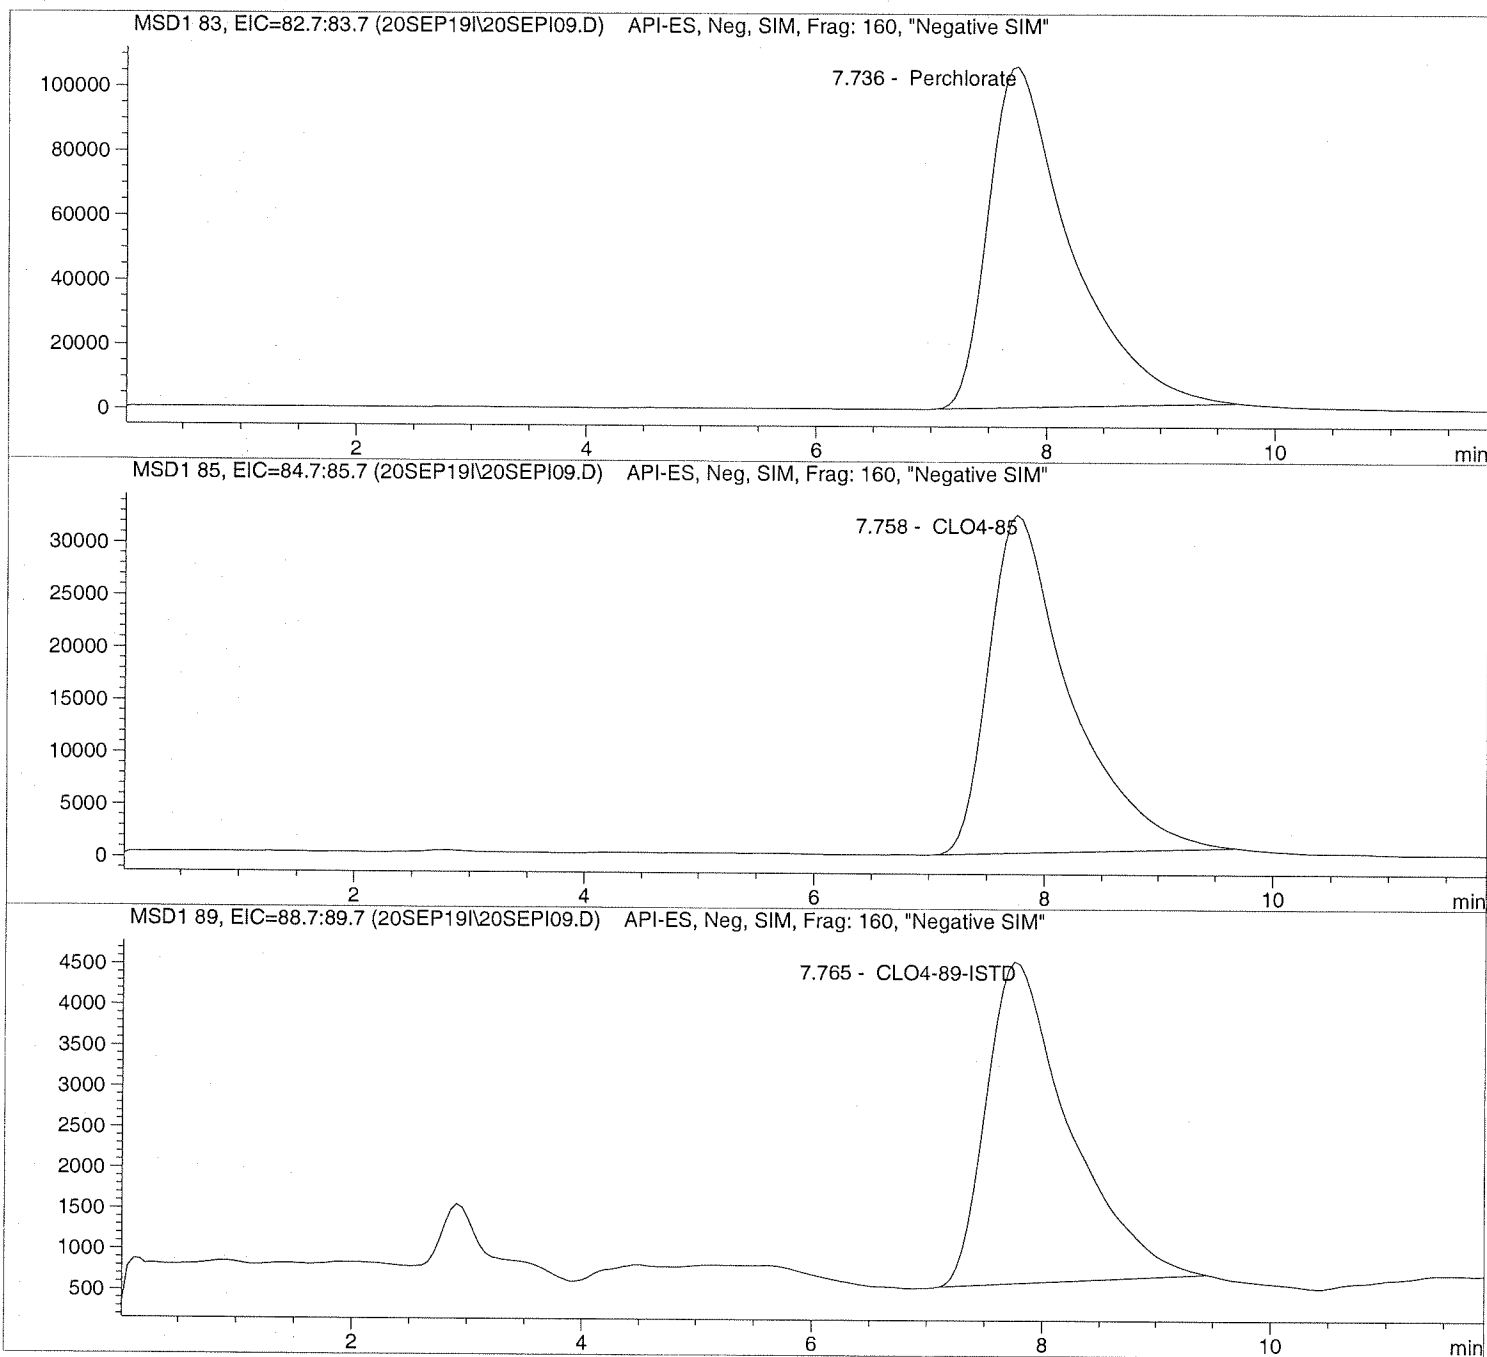 MSD1 83, EIC=82.7:83.7 (20SEP19I\20SEPI09.D) API-ES, Neg, SIM, Frag: 160, "Negative SIM"
7.736 - Perchlorate
100000
80000
60000
40000
20000
0
2 4 6 8 10 min
MSD1 85, EIC=84.7:85.7 (20SEP19I\20SEPI09.D) API-ES, Neg, SIM, Frag: 160, "Negative SIM"
7.758 - CLO4-85
30000
25000
20000
15000
10000
5000
0
2 4 6 8 10 min
MSD1 89, EIC=88.7:89.7 (20SEP19I\20SEPI09.D) API-ES, Neg, SIM, Frag: 160, "Negative SIM"
7.765 - CLO4-89-ISTD
4500
4000
3500
3000
2500
2000
1500
1000
500
2 4 6 8 10 min